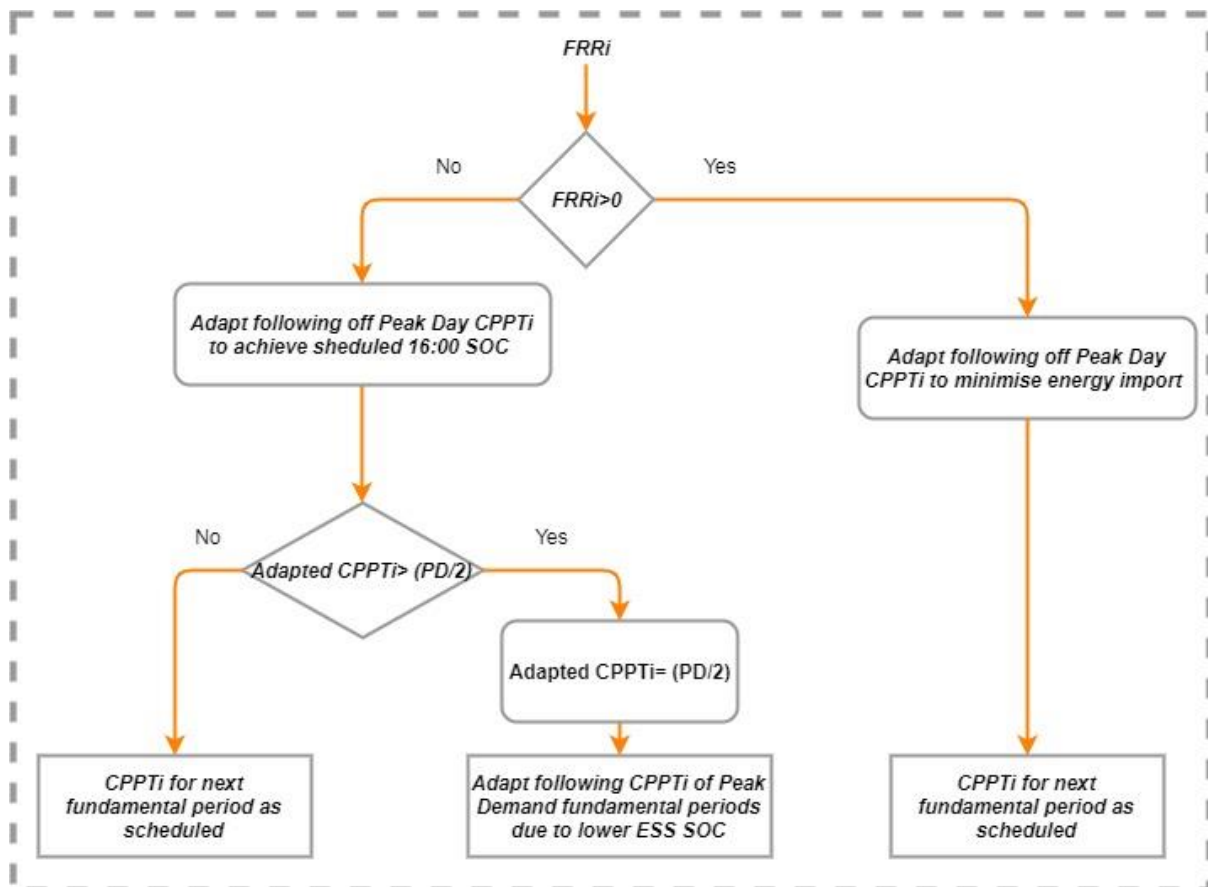 FRRi
No
Yes
FRRi>0
Adapt following off Peak Day CPPTi
to achieve sheduled 16:00 SOC
Adapt following off Peak Day
CPPTi to minimise energy import
No
Yes
Adapted CPPTi> (PD/2)
Adapted CPPTi= (PD/2)
CPPTi for next
fundamental period as
scheduled
Adapt following CPPTi of Peak
Demand fundamental periods
due to lower ESS SOC
CPPTi for next
fundamental period as
scheduled